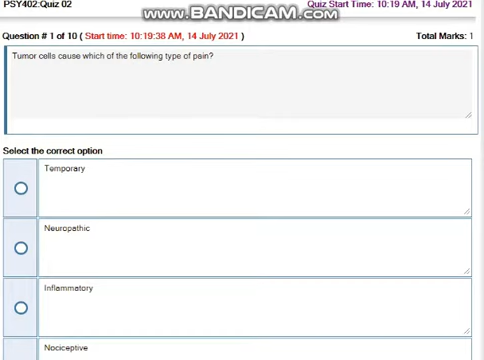 PSY402:Quiz 02
Quiz Start Time: 10:19 AM, 14 July 2021
WWW.BANDICAM.COM
Question # 1 of 10 ( Start time: 10:19:38 AM, 14 July 2021 )
Total Marks: 1
Tumor cells cause which of the following type of pain?
Select the correct option
Temporary
Neuropathic
Inflammatory
Nociceptive